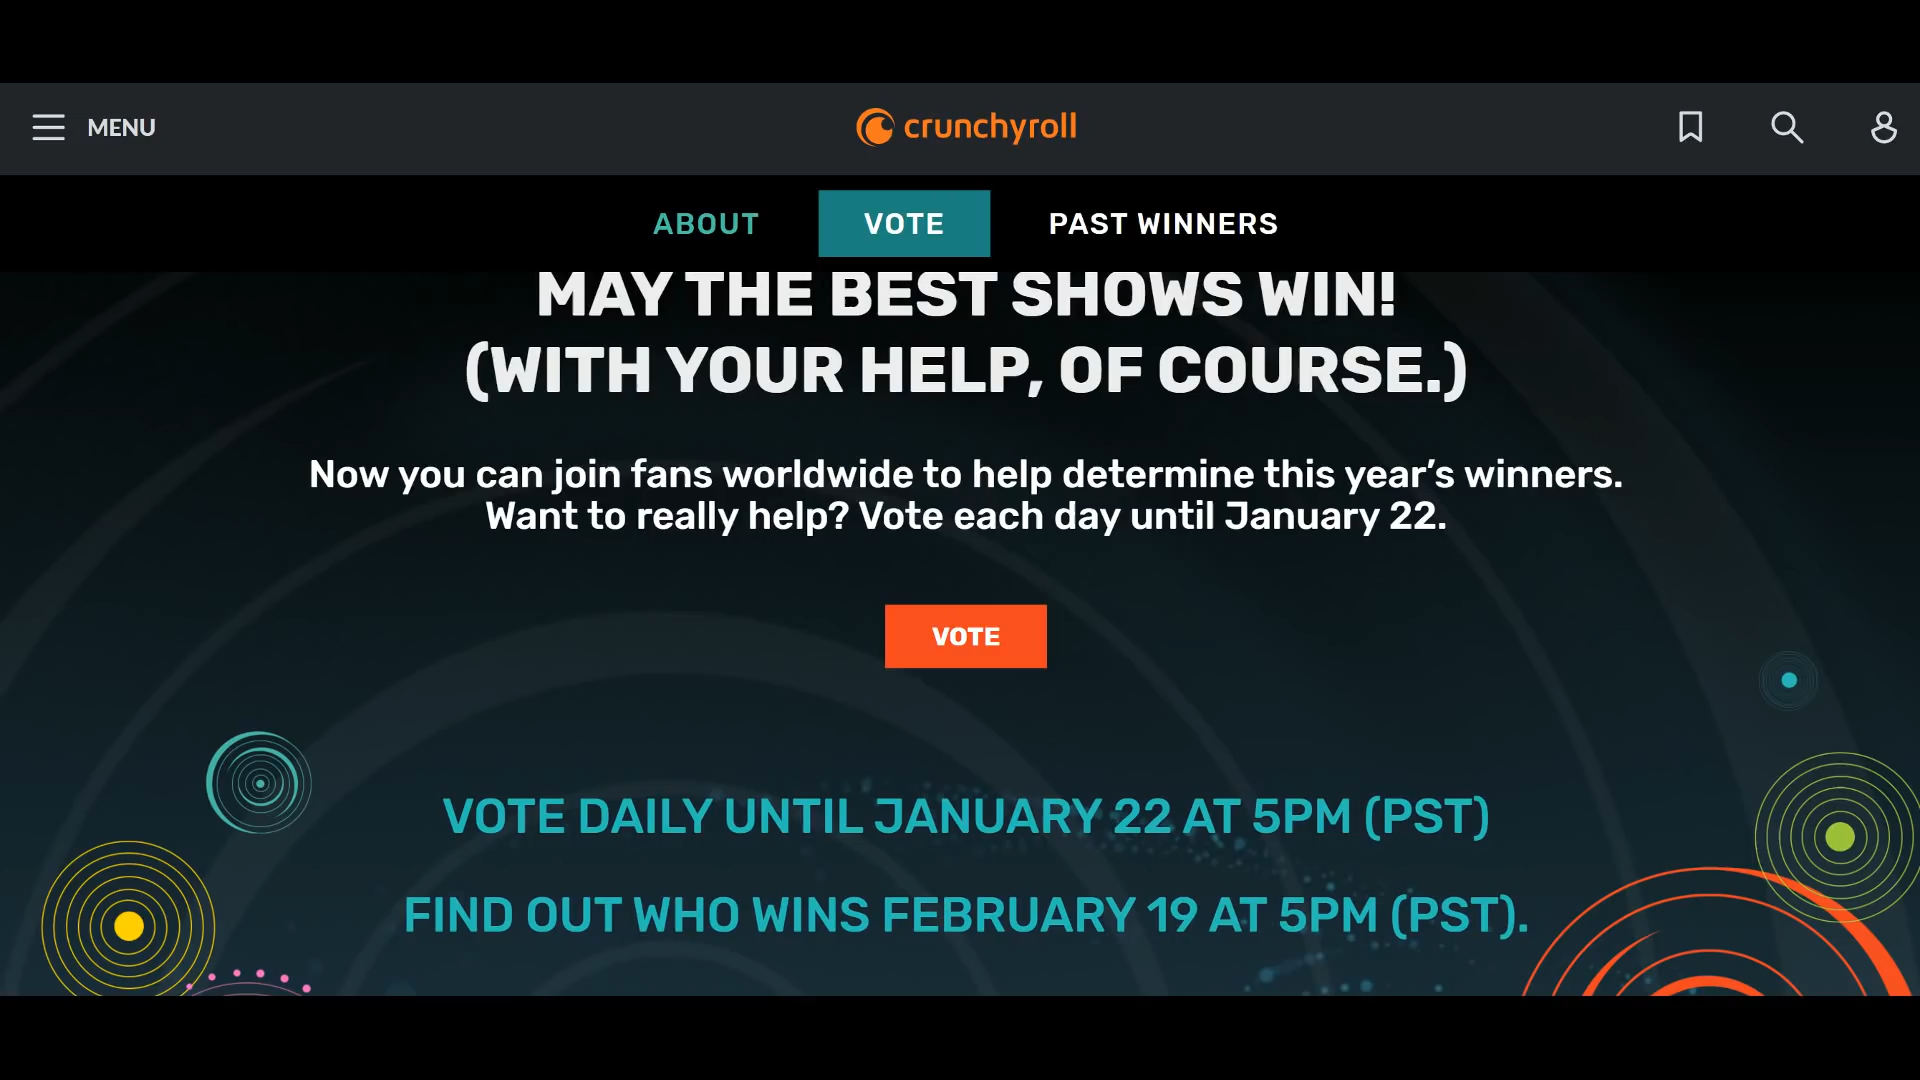 MENU
crunchyroll
ABOUT
VOTE
PAST WINNERS
MAY THE BEST SHOWS WIN!
(WITH YOUR HELP, OF COURSE.)
Now you can join fans worldwide to help determine this year’s winners.
Want to really help? Vote each day until January 22.
VOTE
VOTE DAILY UNTIL JANUARY 22 AT 5PM (PST)
FIND OUT WHO WINS FEBRUARY 19 AT 5PM (PST).